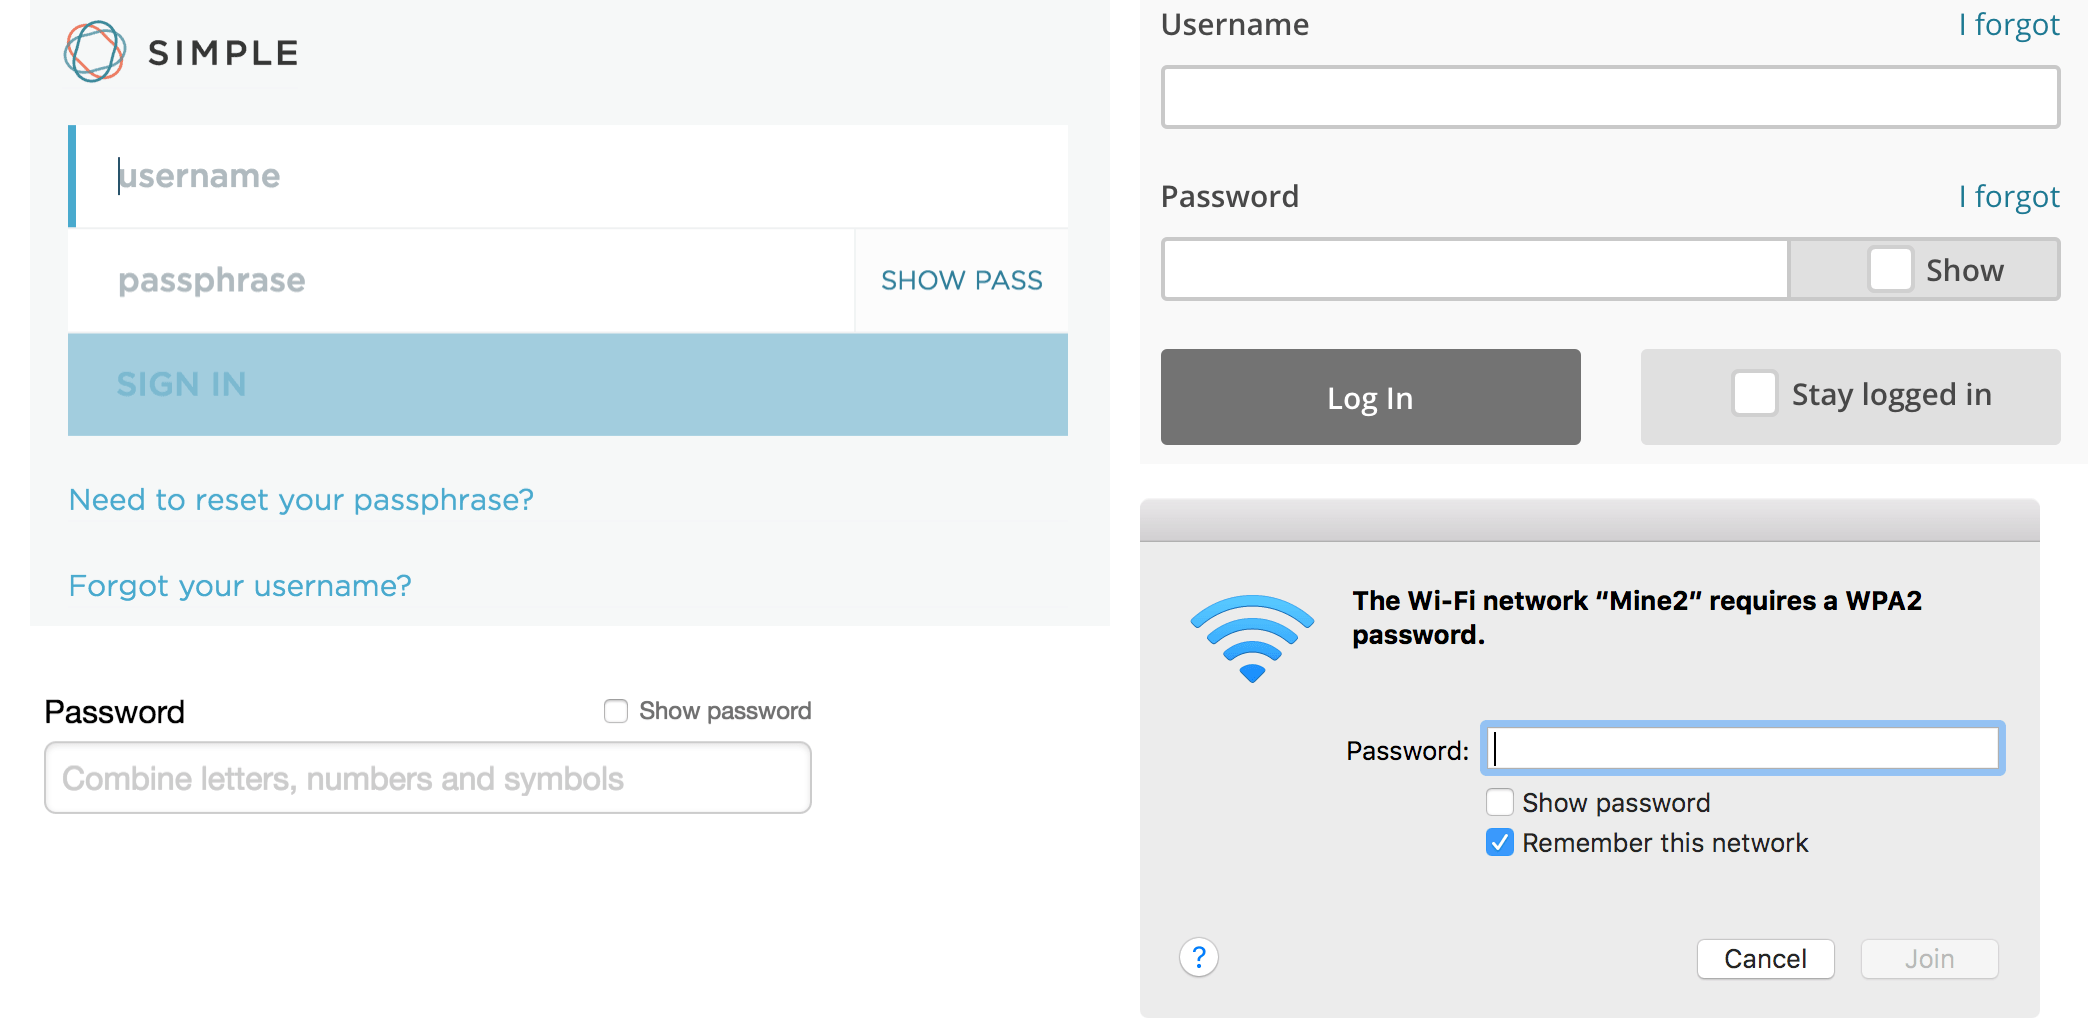 SIMPLE
username
passphrase
SHOW PASS
SIGN IN
Need to reset your passphrase?
Forgot your username?
Password
Show password
Combine letters, numbers and symbols
Username
I forgot
Password
I forgot
Show
Log In
Stay logged in
The Wi-Fi network “Mine2” requires a WPA2
password.
Password:
Show password
Remember this network
?
Cancel
Join